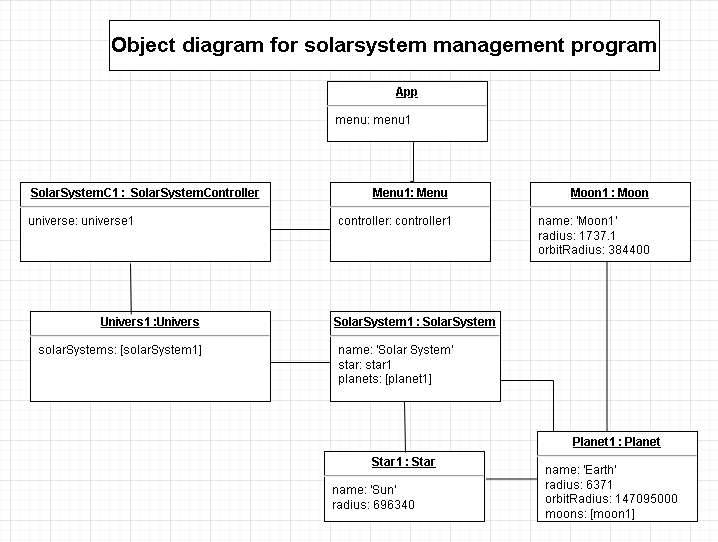 Object diagram for solarsystem management program
App
menu: menu1
SolarSystemC1 : SolarSystemController
universe: universe1
Menu1: Menu
controller: controller1
Moon1 : Moon
name: 'Moon1'
radius: 1737.1
orbitRadius: 384400
Univers1 :Univers
solarSystems: [solarSystem1]
SolarSystem1 : SolarSystem
name: 'Solar System'
star: star1
planets: [planet1]
Star1 : Star
name: 'Sun'
radius: 696340
Planet1 : Planet
name: 'Earth'
radius: 6371
orbitRadius: 147095000
moons: [moon1]